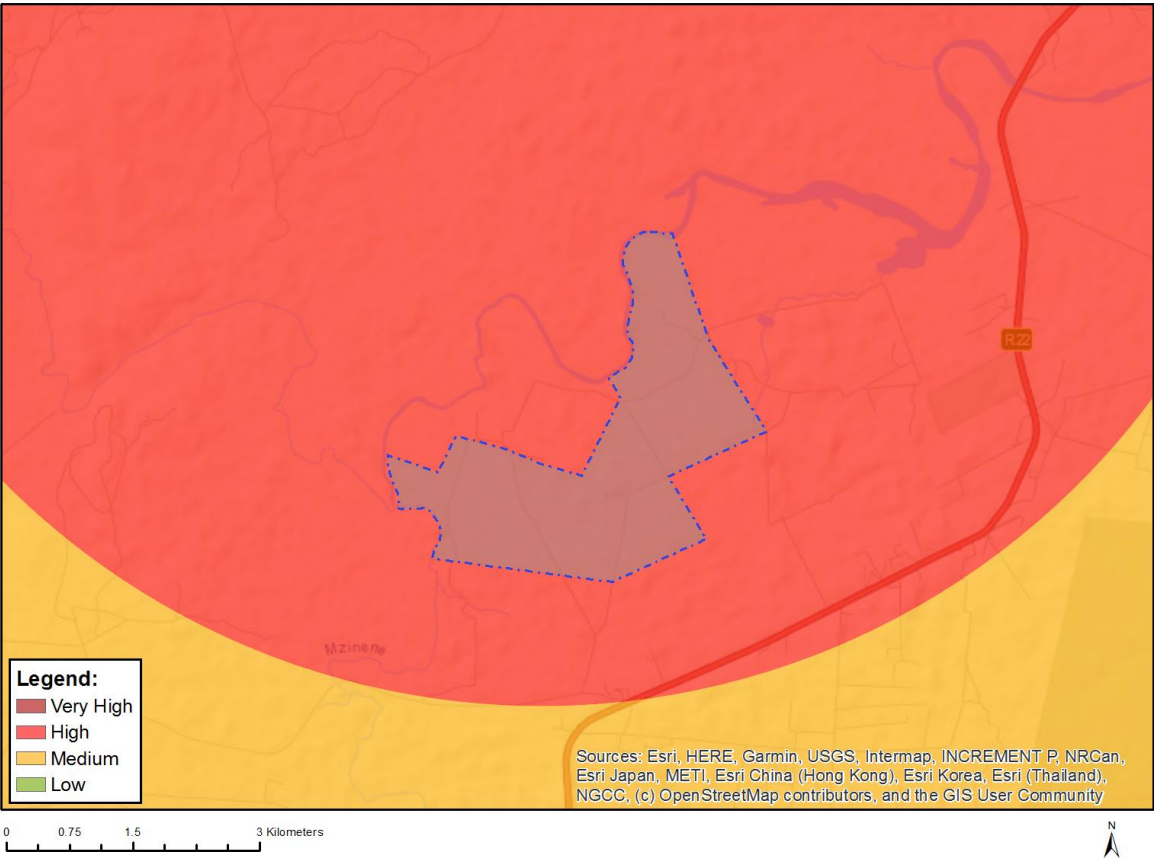 R22
Mzinene
Legend:
Very High
High
Medium
Low
Sources: Esri, HERE, Garmin, USGS, Intermap, INCREMENT P, NRCan,
Esri Japan, METI, Esri China (Hong Kong), Esri Korea, Esri (Thailand),
NGCC, (c) OpenStreetMap contributors, and the GIS User Community
0 0.75 1.5 3 Kilometers
N